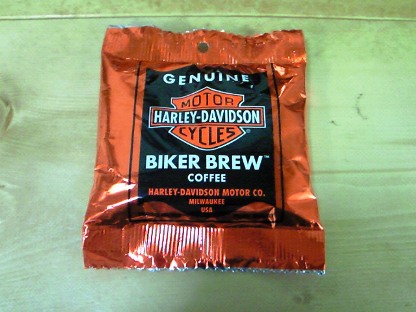 GENUINE
MOTOR
HARLEY-DAVIDSON
CYCLES
BIKER BREW™
COFFEE
HARLEY-DAVIDSON MOTOR CO.
MILWAUKEE
USA